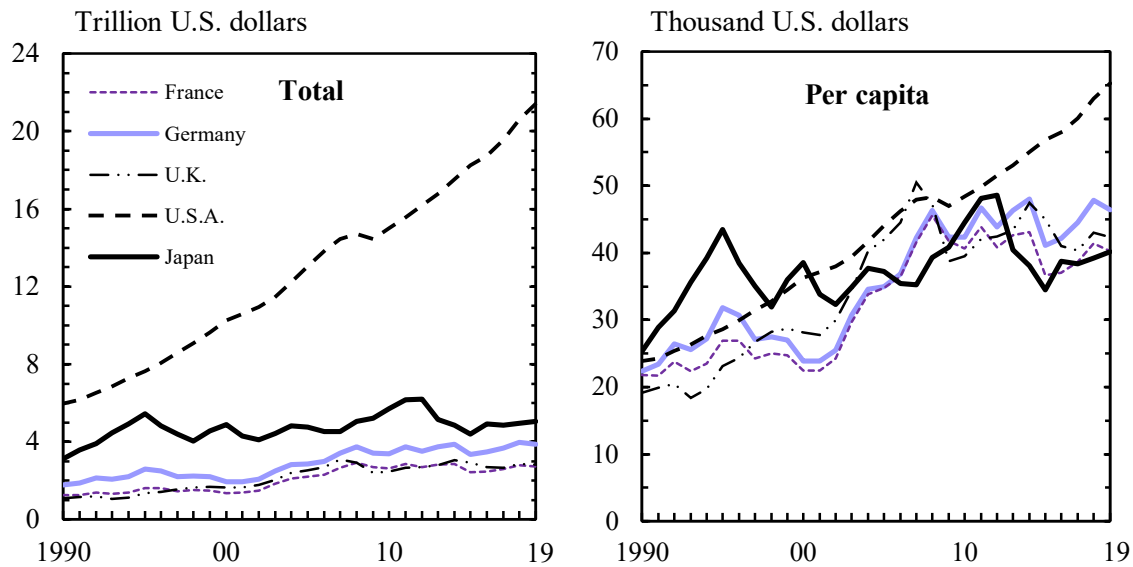 Trillion U.S. dollars
24
20
16
12
8
4
0
1990 00 10 19
Total
France
Germany
U.K.
U.S.A.
Japan
Thousand U.S. dollars
70
60
50
40
30
20
10
0
1990 00 10 19
Per capita